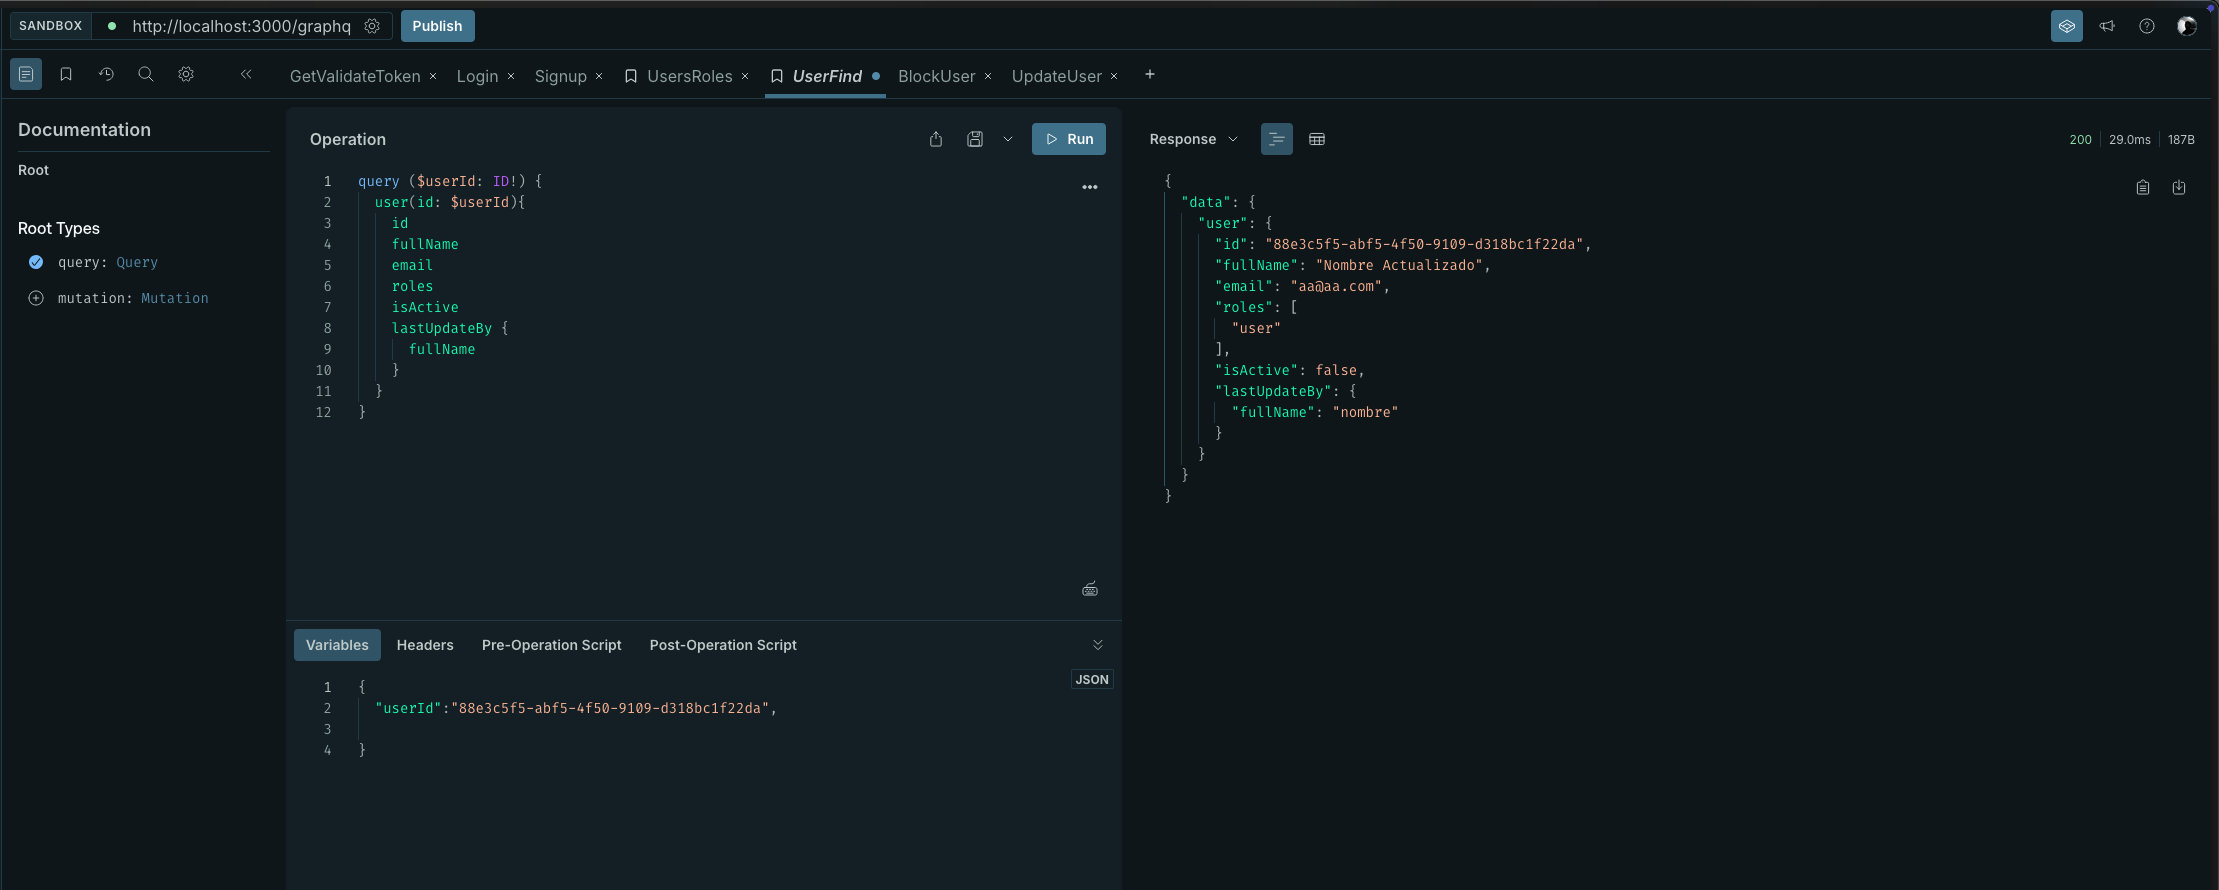 SANDBOX http://localhost:3000/graphq Publish
GetValidateToken × Login × Signup × UsersRoles × UserFind BlockUser × UpdateUser × +
Documentation
Root
Root Types
query: Query
mutation: Mutation
Operation Run
1 query ($userId: ID!) {
2 user(id: $userId){
3 id
4 fullName
5 email
6 roles
7 isActive
8 lastUpdateBy {
9 fullName
10 }
11 }
12 }
Variables Headers Pre-Operation Script Post-Operation Script
JSON
1 {
2 "userId":"88e3c5f5-abf5-4f50-9109-d318bc1f22da",
3
4 }
Response 200 29.0ms 187B
{
"data": {
"user": {
"id": "88e3c5f5-abf5-4f50-9109-d318bc1f22da",
"fullName": "Nombre Actualizado",
"email": "aa@aa.com",
"roles": [
"user"
],
"isActive": false,
"lastUpdateBy": {
"fullName": "nombre"
}
}
}
}